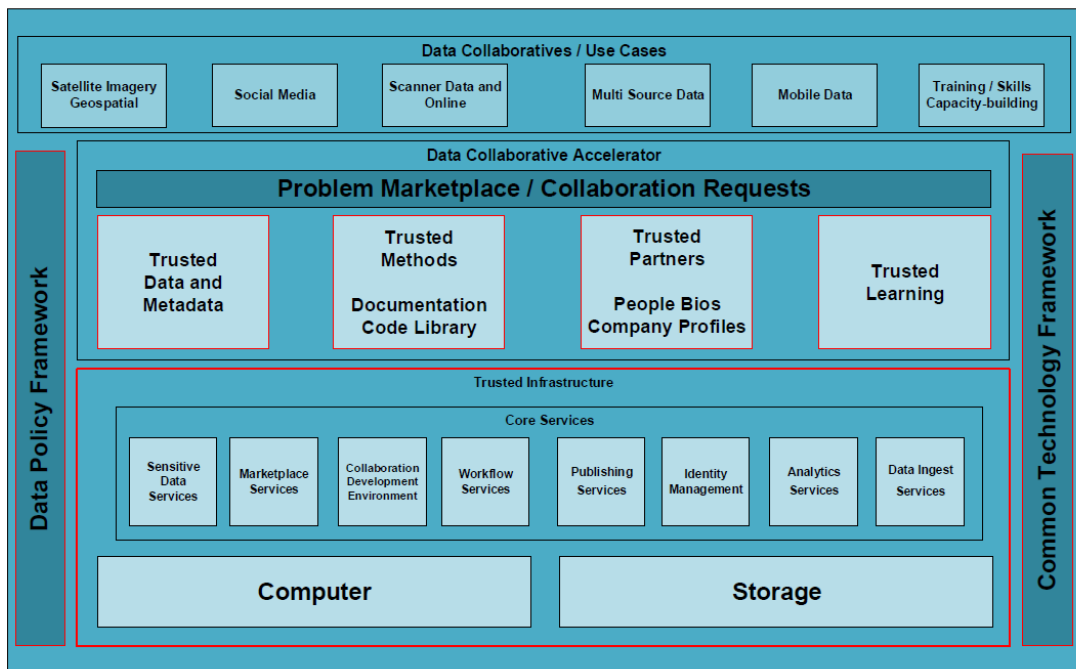 Data Collaboratives / Use Cases
Satellite Imagery
Geospatial
Social Media
Scanner Data and
Online
Multi Source Data
Mobile Data
Training / Skills
Capacity-building
Data Policy Framework
Data Collaborative Accelerator
Problem Marketplace / Collaboration Requests
Trusted
Data and
Metadata
Trusted
Methods
Documentation
Code Library
Trusted
Partners
People Bios
Company Profiles
Trusted
Learning
Trusted Infrastructure
Core Services
Sensitive
Data
Services
Marketplace
Services
Collaboration
Development
Environment
Workflow
Services
Publishing
Services
Identity
Management
Analytics
Services
Data Ingest
Services
Computer
Storage
Common Technology Framework